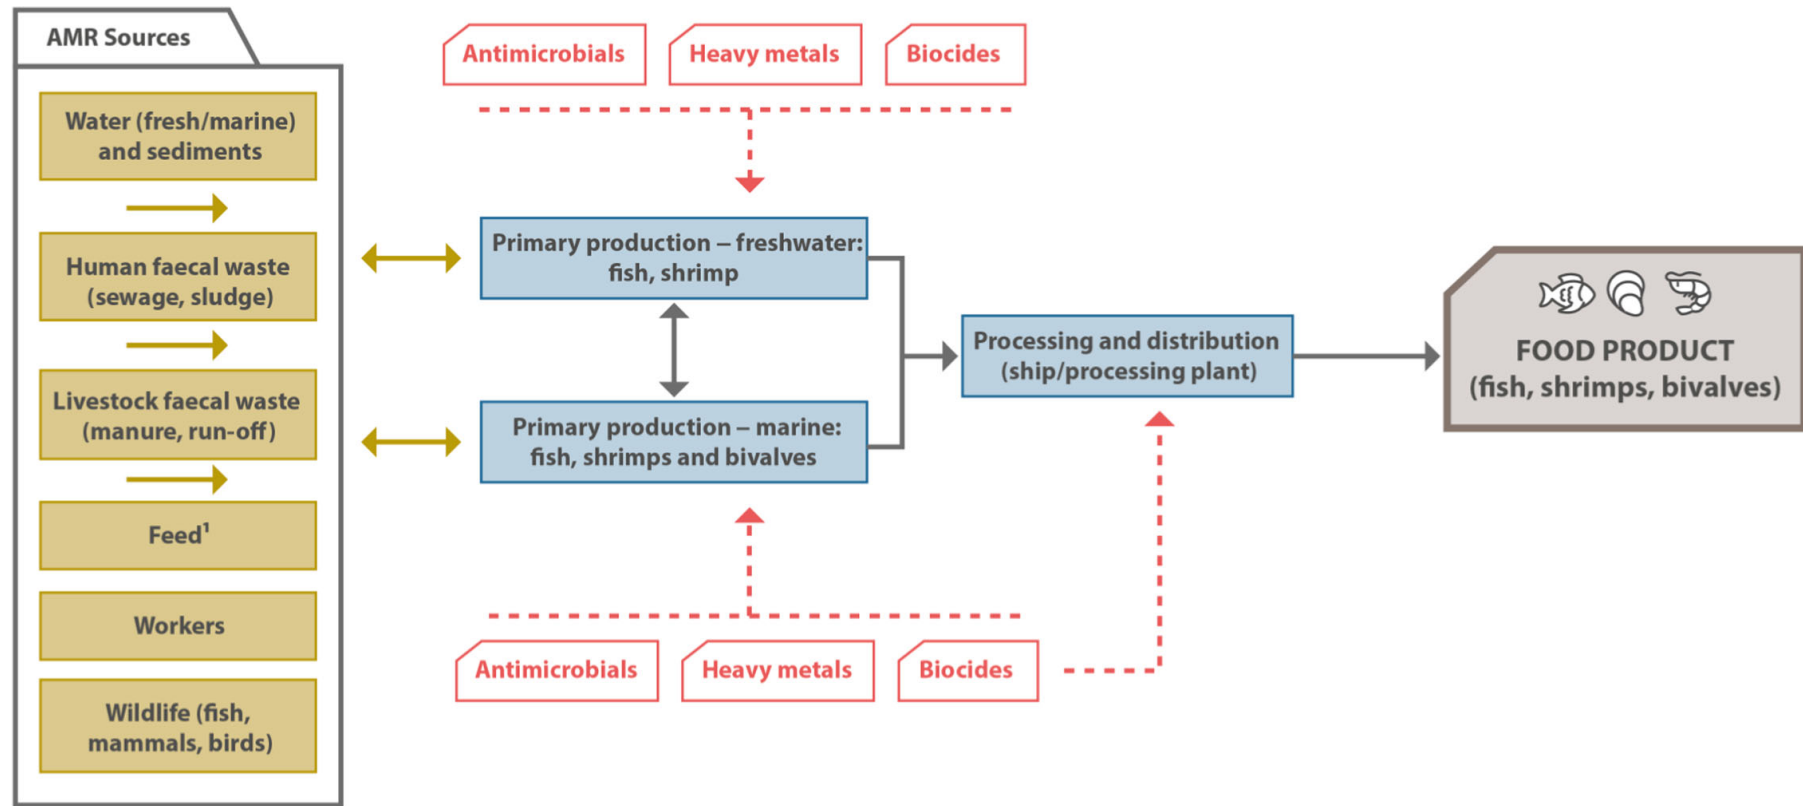 AMR Sources
Water (fresh/marine)
and sediments
Human faecal waste
(sewage, sludge)
Livestock faecal waste
(manure, run-off)
Feed¹
Workers
Wildlife (fish,
mammals, birds)
Antimicrobials
Heavy metals
Biocides
Primary production – freshwater:
fish, shrimp
Primary production – marine:
fish, shrimps and bivalves
Antimicrobials
Heavy metals
Biocides
Processing and distribution
(ship/processing plant)
FOOD PRODUCT
(fish, shrimps, bivalves)